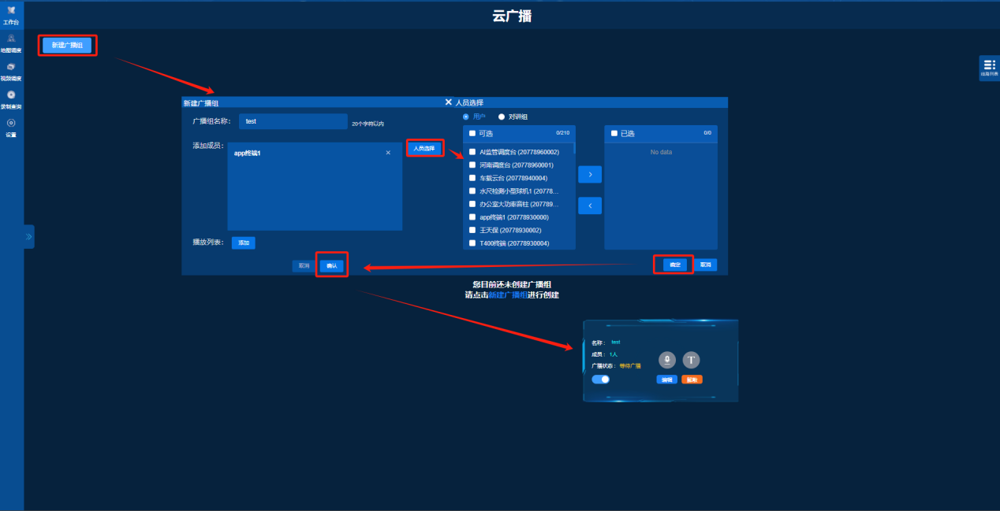 云广播
工作台
地图调度
视频调度
录制查询
设置
新建广播组
新建广播组
广播组名称：
test
20个字符以内
添加成员：
app终端1
人员选择
播放列表：
添加
取消
确认
人员选择
用户
对讲组
可选
0/210
AI监管调度台 (20778960002)
河南调度台 (20778960001)
车载云台 (20778940004)
水尺检测小型球机1 (20778...
办公室大功率音柱 (207789...
app终端1 (20778930000)
王天保 (20778930002)
T400终端 (20778930004)
已选
0/0
No data
确定
取消
您目前还未创建广播组
请点击新建广播组进行创建
名称：
test
成员：
1人
广播状态：
等待广播
T
编辑
解散